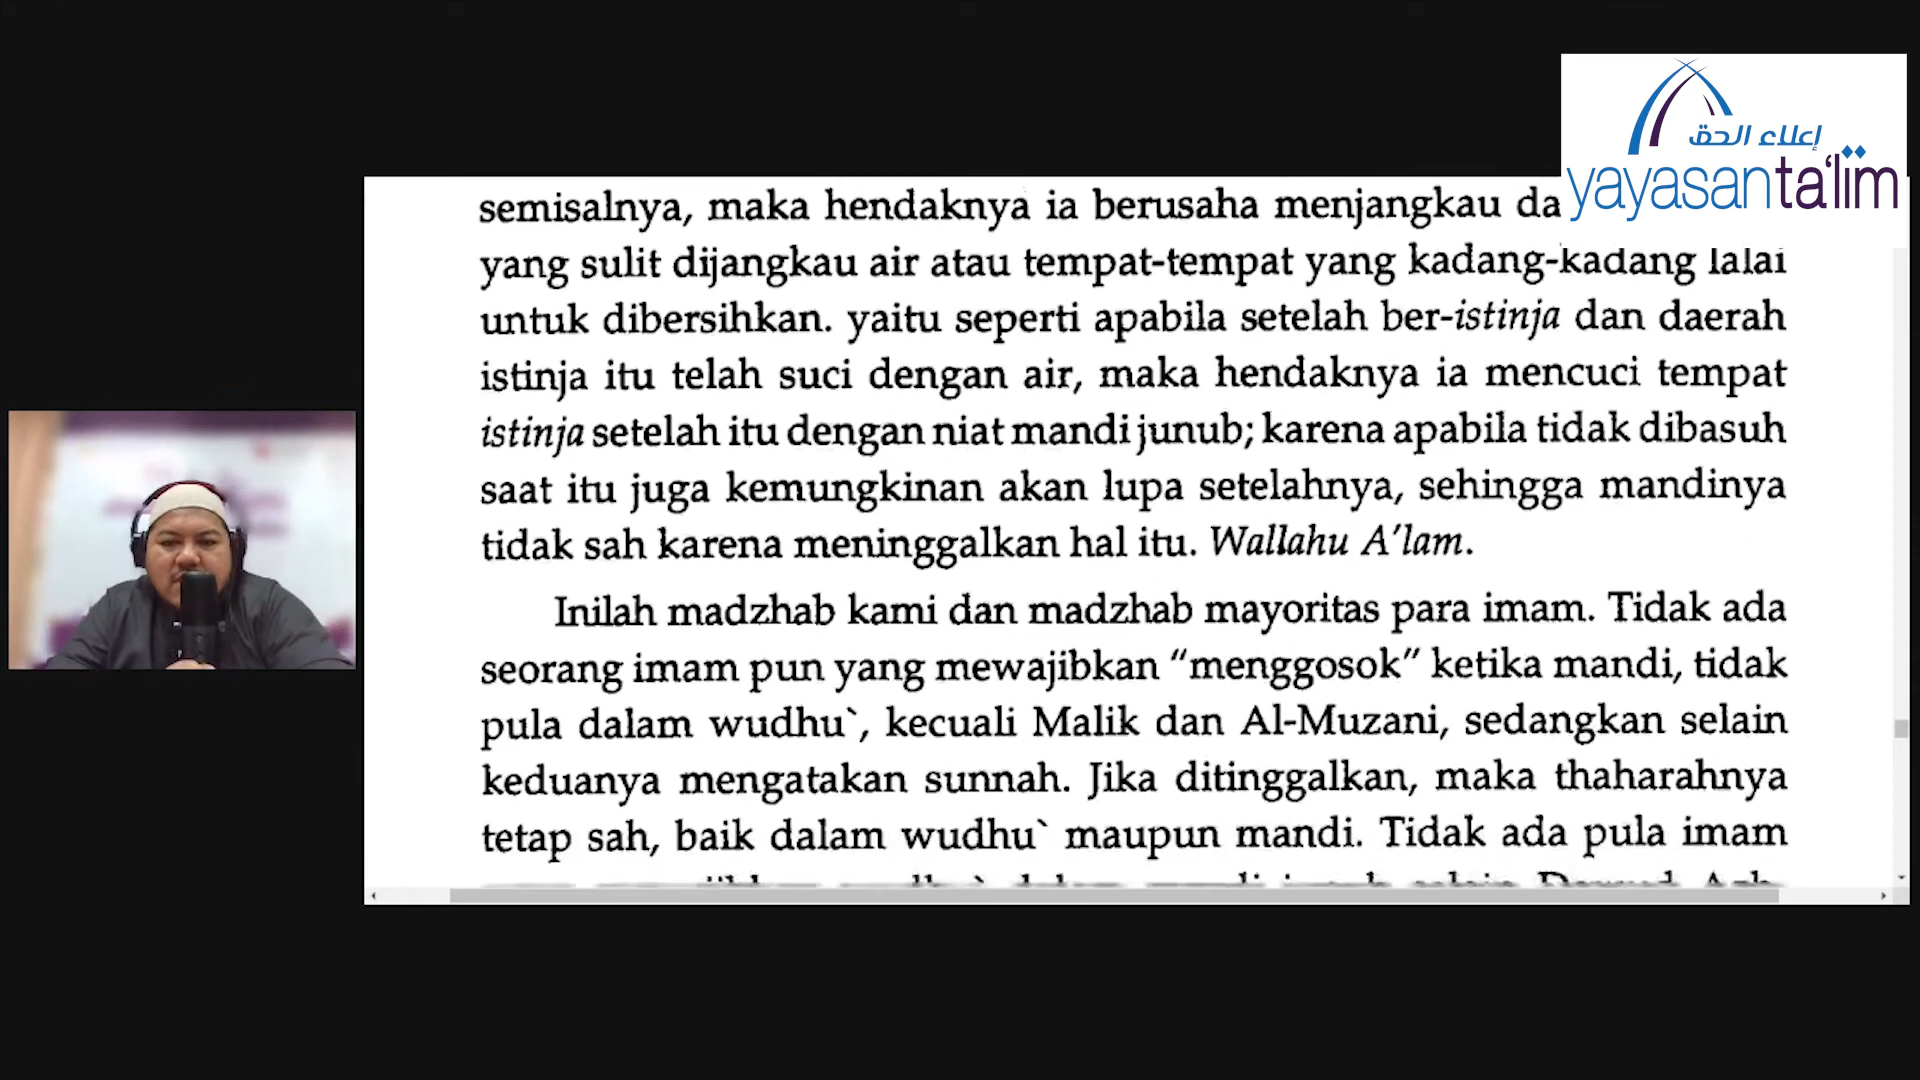 إعلاء الحق
yayasanta'lim
semisalnya, maka hendaknya ia berusaha menjangkau da
yang sulit dijangkau air atau tempat-tempat yang kadang-kadang lalai
untuk dibersihkan. yaitu seperti apabila setelah ber-istinja dan daerah
istinja itu telah suci dengan air, maka hendaknya ia mencuci tempat
istinja setelah itu dengan niat mandi junub; karena apabila tidak dibasuh
saat itu juga kemungkinan akan lupa setelahnya, sehingga mandinya
tidak sah karena meninggalkan hal itu. Wallahu A'lam.
Inilah madzhab kami dan madzhab mayoritas para imam. Tidak ada
seorang imam pun yang mewajibkan "menggosok" ketika mandi, tidak
pula dalam wudhu`, kecuali Malik dan Al-Muzani, sedangkan selain
keduanya mengatakan sunnah. Jika ditinggalkan, maka thaharahnya
tetap sah, baik dalam wudhu` maupun mandi. Tidak ada pula imam